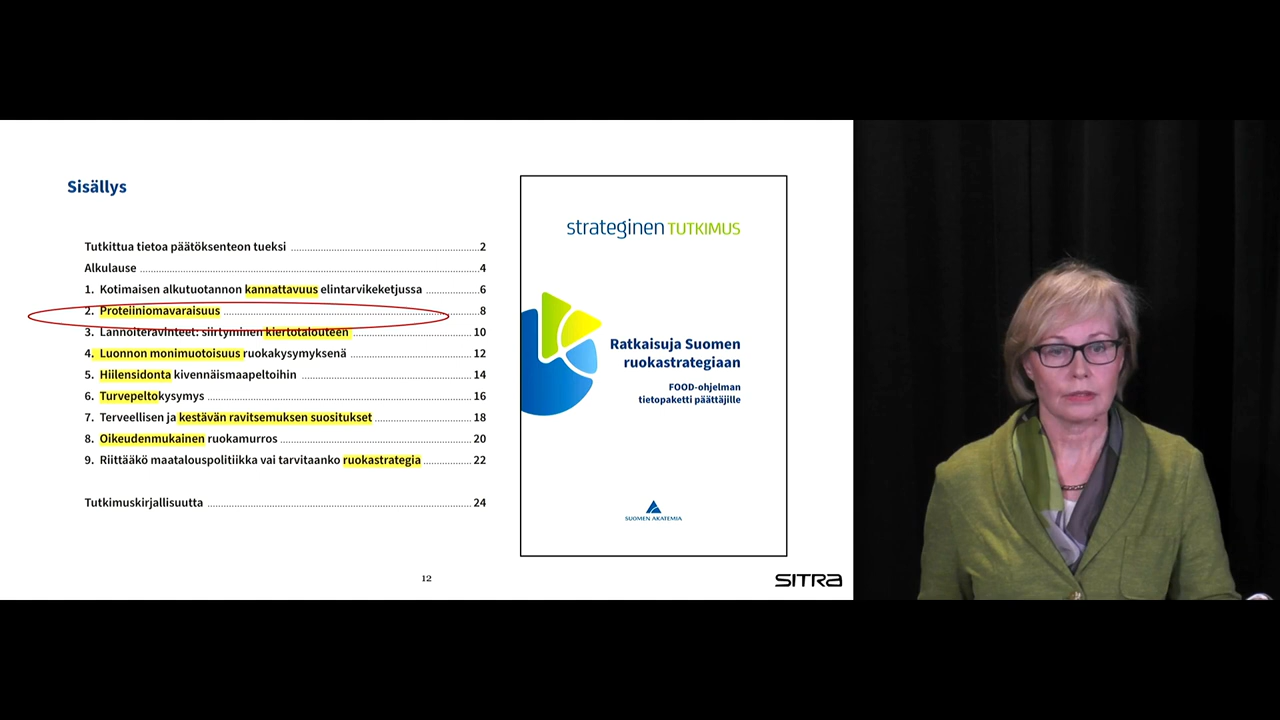 Sisällys
Tutkittua tietoa päätöksenteon tueksi ........ 2
Alkulause ........ 4
1. Kotimaisen alkutuotannon kannattavuus elintarvikeketjussa ........ 6
2. Proteiiniomavaraisuus ........ 8
3. Lannoiteravinteet: siirtyminen kiertotalouteen ........ 10
4. Luonnon monimuotoisuus ruokakysymyksenä ........ 12
5. Hiilensidonta kivennäismaapeltoihin ........ 14
6. Turvepeltokysymys ........ 16
7. Terveellisen ja kestävän ravitsemuksen suositukset ........ 18
8. Oikeudenmukainen ruokamurros ........ 20
9. Riittääkö maatalouspolitiikka vai tarvitaanko ruokastrategia ........ 22
Tutkimuskirjallisuutta ........ 24
strateginen TUTKIMUS
Ratkaisuja Suomen
ruokastrategiaan
FOOD-ohjelman
tietopaketti päättäjille
SUOMEN AKATEMIA
12
SITRA